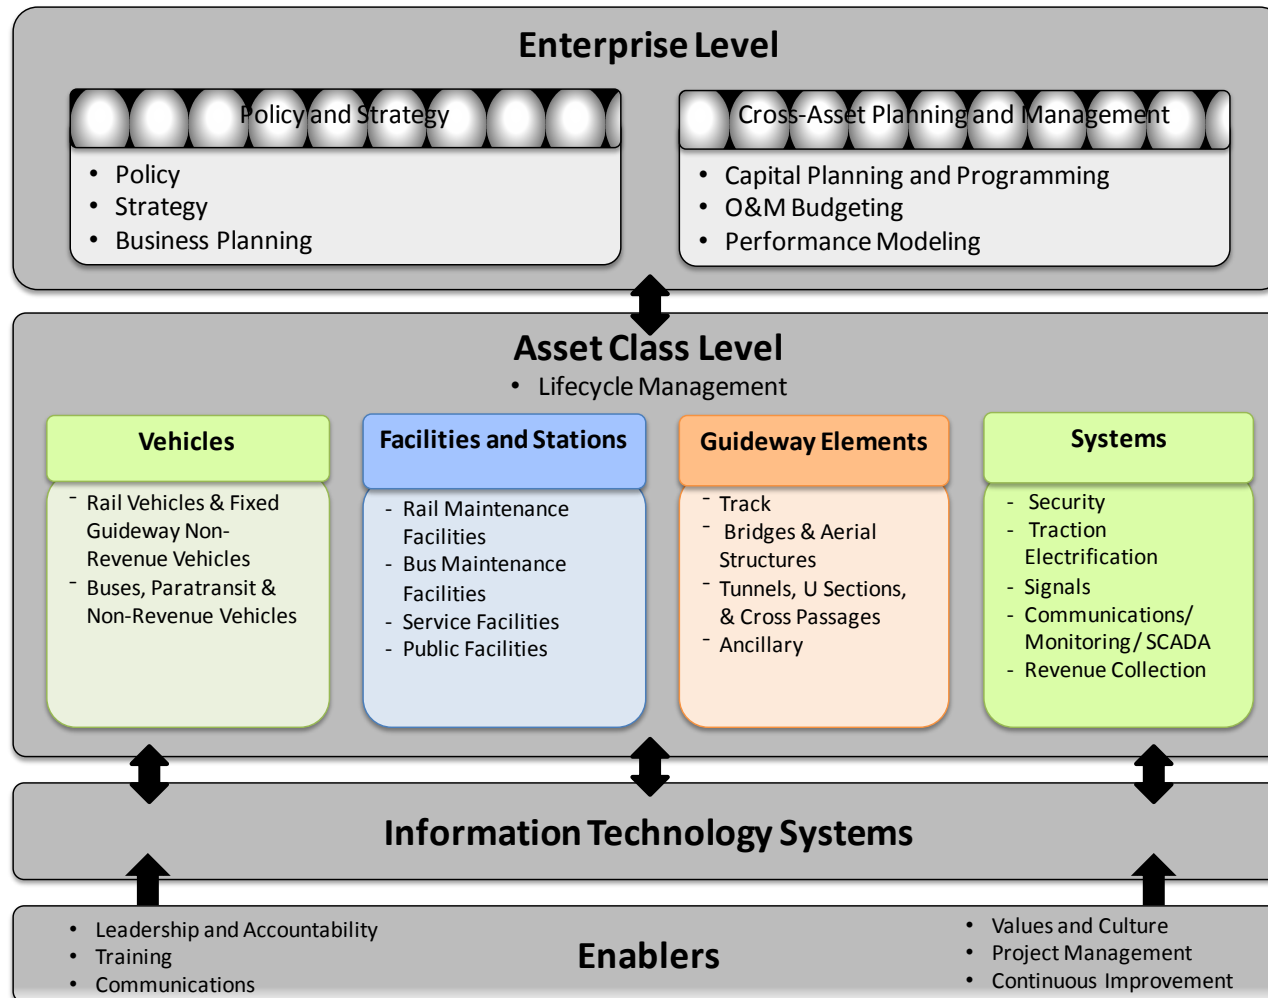 Enterprise Level
Policy and Strategy
• Policy
• Strategy
• Business Planning
Cross-Asset Planning and Management
• Capital Planning and Programming
• O&M Budgeting
• Performance Modeling
Asset Class Level
• Lifecycle Management
Vehicles
- Rail Vehicles & Fixed
Guideway Non-
Revenue Vehicles
- Buses, Paratransit &
Non-Revenue Vehicles
Facilities and Stations
- Rail Maintenance
Facilities
- Bus Maintenance
Facilities
- Service Facilities
- Public Facilities
Guideway Elements
- Track
- Bridges & Aerial
Structures
- Tunnels, U Sections,
& Cross Passages
- Ancillary
Systems
- Security
- Traction
Electrification
- Signals
- Communications/
Monitoring/ SCADA
- Revenue Collection
Information Technology Systems
• Leadership and Accountability
• Training
• Communications
Enablers
• Values and Culture
• Project Management
• Continuous Improvement